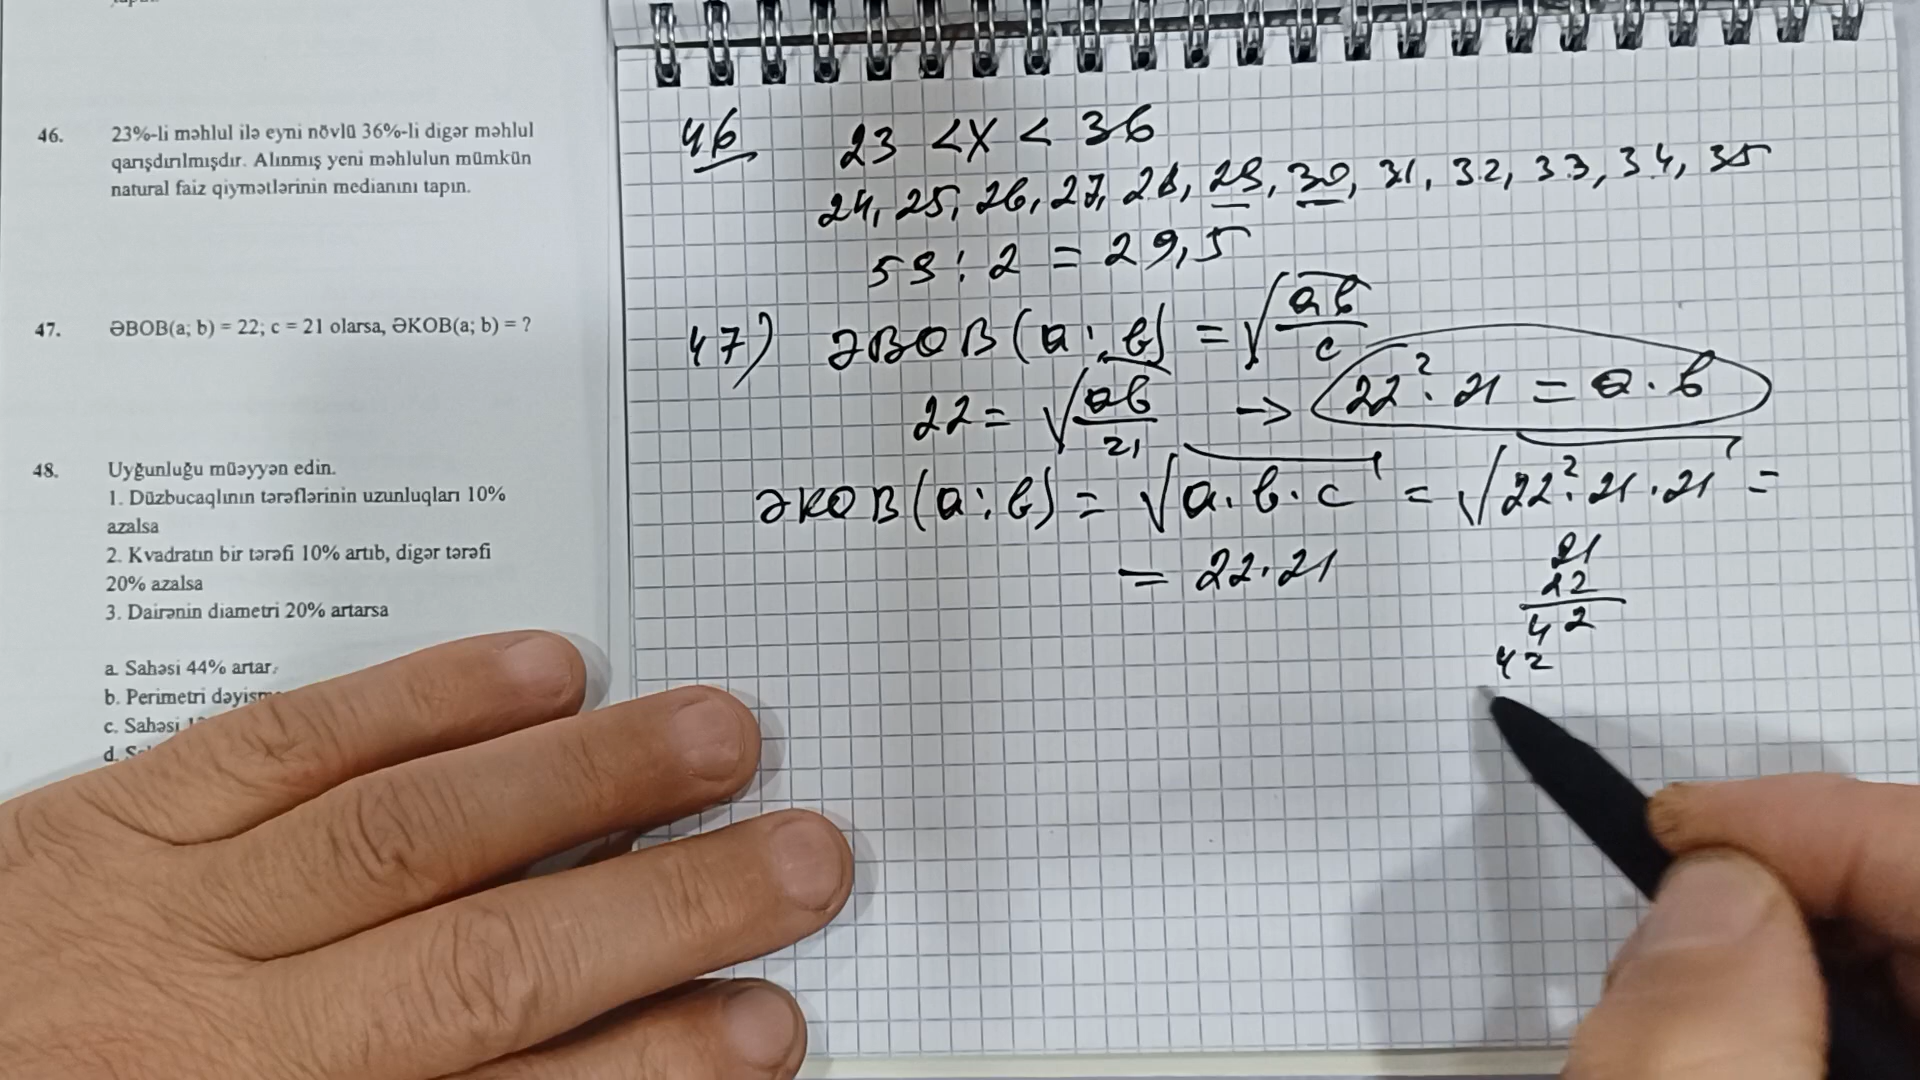 46. 23%-li məhlul ilə eyni növlü 36%-li digər məhlul
qarışdırılmışdır. Alınmış yeni məhlulun mümkün
natural faiz qiymətlərinin medianını tapın.
47. ƏBOB(a; b) = 22; c = 21 olarsa, ƏKOB(a; b) = ?
48. Uyğunluğu müəyyən edin.
1. Düzbucaqlının tərəflərinin uzunluqları 10%
azalsa
2. Kvadratın bir tərəfi 10% artıb, digər tərəfi
20% azalsa
3. Dairənin diametri 20% artarsa
a. Sahəsi 44% artar
b. Perimetri
c. Sahəsi
d.
46 23 < x < 36
24, 25, 26, 27, 28, 29, 30, 31, 32, 33, 34, 35
59 : 2 = 29,5
47) ƏBOB(a; b) = √(ab/c)
22 = √(ab/21) → 22² · 21 = a · b
ƏKOB(a; b) = √(a · b · c) = √(22² · 21 · 21) =
= 22 · 21
21
22
42
42